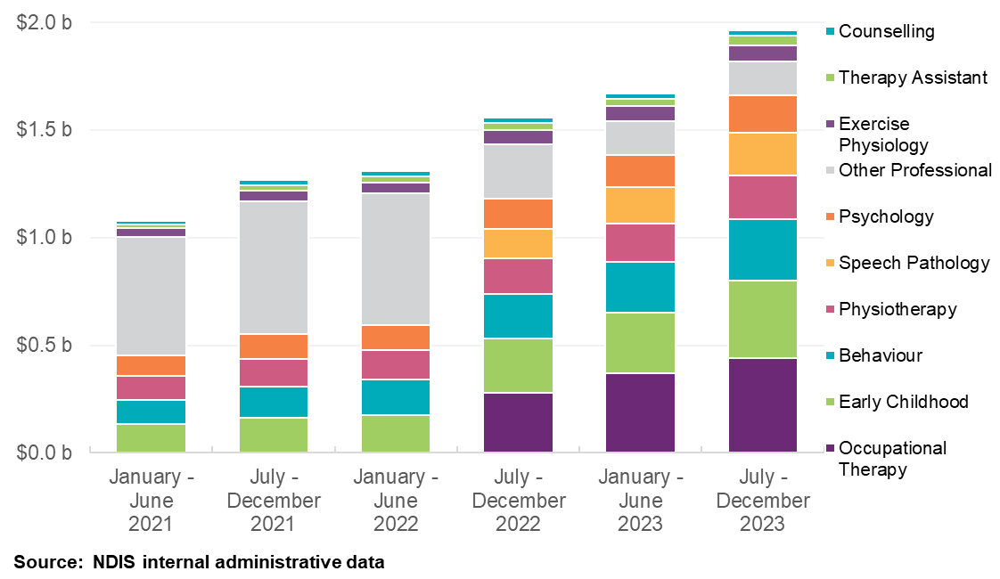 $2.0 b
$1.5 b
$1.0 b
$0.5 b
$0.0 b
January -
June
2021
July -
December
2021
January -
June
2022
July -
December
2022
January -
June
2023
July -
December
2023
Counselling
Therapy Assistant
Exercise
Physiology
Other Professional
Psychology
Speech Pathology
Physiotherapy
Behaviour
Early Childhood
Occupational
Therapy
Source:  NDIS internal administrative data